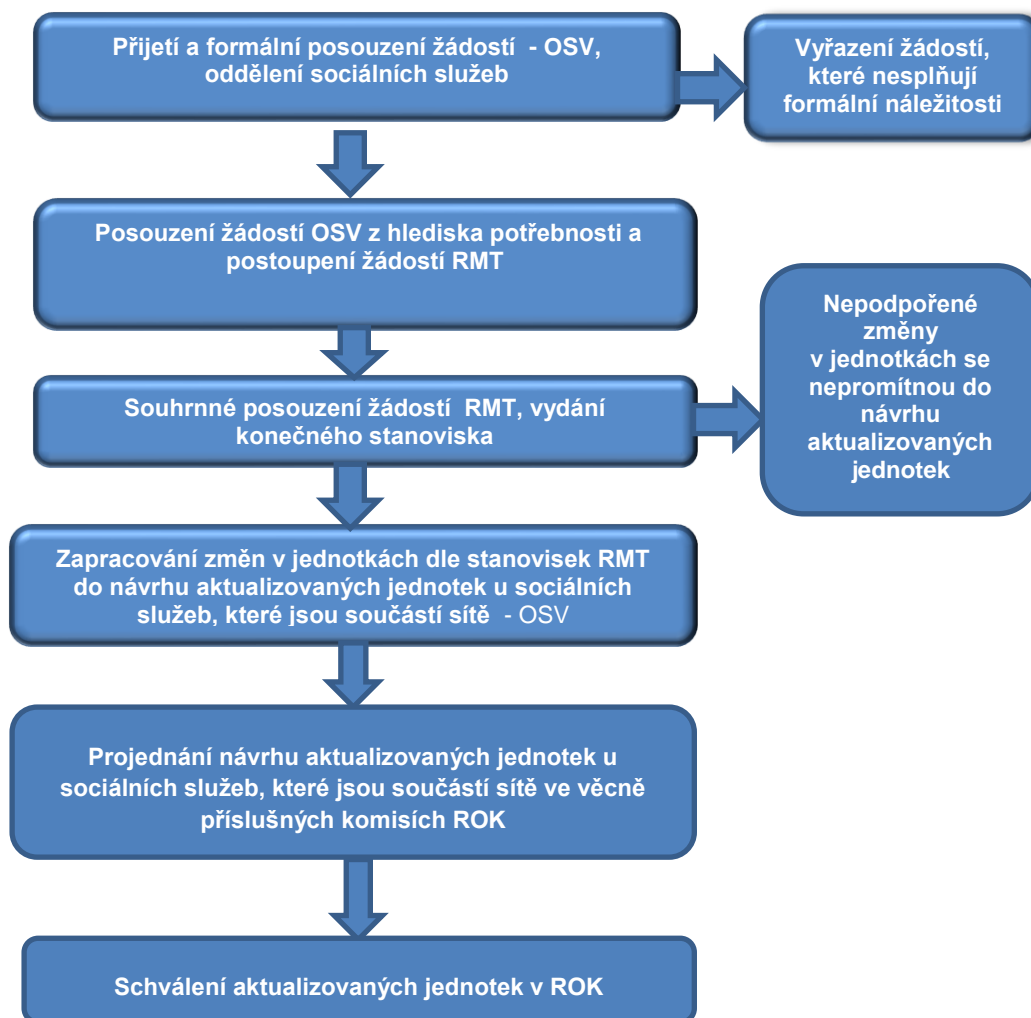 Přijetí a formální posouzení žádostí - OSV,
oddělení sociálních služeb
Vyřazení žádostí,
které nesplňují
formální náležitosti
Posouzení žádostí OSV z hlediska potřebnosti a
postoupení žádostí RMT
Souhrnné posouzení žádostí RMT, vydání
konečného stanoviska
Nepodpořené
změny
v jednotkách se
nepromítnou do
návrhu
aktualizovaných
jednotek
Zapracování změn v jednotkách dle stanovisek RMT
do návrhu aktualizovaných jednotek u sociálních
služeb, které jsou součástí sítě - OSV
Projednání návrhu aktualizovaných jednotek u
sociálních služeb, které jsou součástí sítě ve věcně
příslušných komisích ROK
Schválení aktualizovaných jednotek v ROK